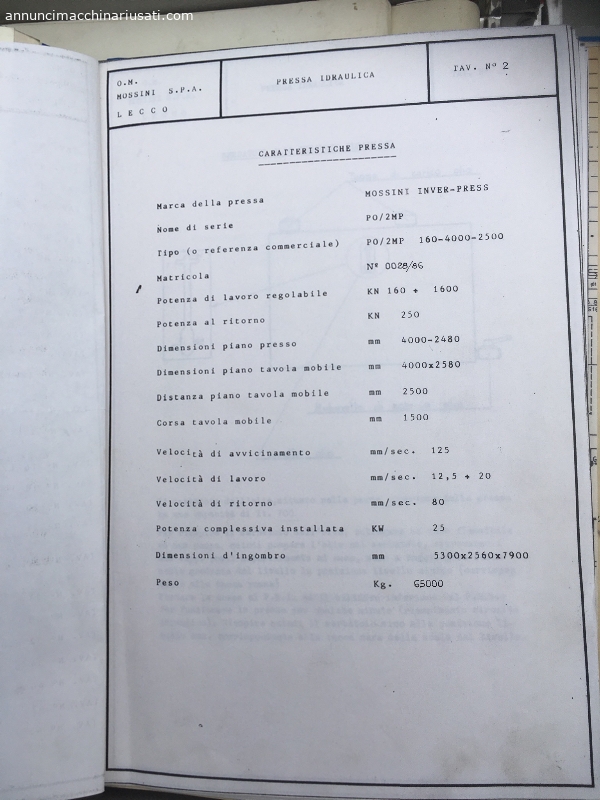 annuncimacchinariusati.com
O.M.
MOSSINI S.P.A.
LECCO
PRESSA IDRAULICA
TAV. Nº 2
CARATTERISTICHE PRESSA
Marca della pressa MOSSINI INVER-PRESS
Nome di serie PO/2MP
Tipo (o referenza commerciale) PO/2MP 160-4000-2500
Matricola Nº 0028/86
Potenza di lavoro regolabile KN 160 + 1600
Potenza al ritorno KN 250
Dimensioni piano presso mm 4000-2480
Dimensioni piano tavola mobile mm 4000x2580
Distanza piano tavola mobile mm 2500
Corsa tavola mobile mm 1500
Velocità di avvicinamento mm/sec. 125
Velocità di lavoro mm/sec. 12,5 + 20
Velocità di ritorno mm/sec. 80
Potenza complessiva installata KW 25
Dimensioni d'ingombro mm 5300x2560x7900
Peso Kg. 65000